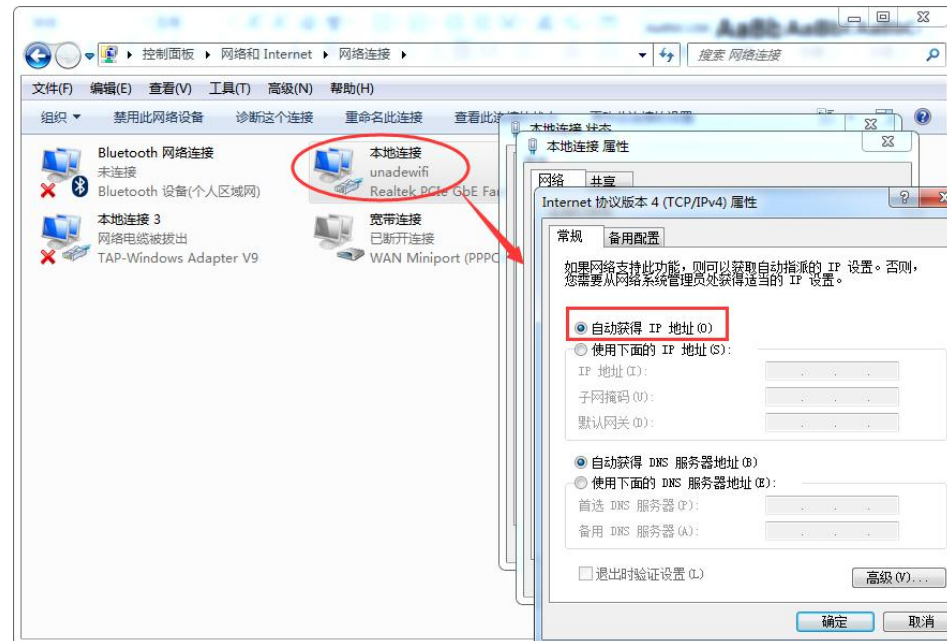 控制面板 网络和 Internet 网络连接
搜索 网络连接
文件(F) 编辑(E) 查看(V) 工具(T) 高级(N) 帮助(H)
组织 禁用此网络设备 诊断这个连接 重命名此连接
Bluetooth 网络连接
未连接
Bluetooth 设备(个人区域网)
本地连接
unadewifi
Realtek PCIe GbE Fa
本地连接 3
网络电缆被拔出
TAP-Windows Adapter V9
宽带连接
已断开连接
WAN Miniport (PPPO
本地连接 状态
本地连接 属性
网络 共享
Internet 协议版本 4 (TCP/IPv4) 属性
常规 备用配置
如果网络支持此功能，则可以获取自动指派的 IP 设置。否则，
您需要从网络系统管理员处获得适当的 IP 设置。
自动获得 IP 地址(O)
使用下面的 IP 地址(S):
IP 地址(I):
子网掩码(U):
默认网关(D):
自动获得 DNS 服务器地址(B)
使用下面的 DNS 服务器地址(E):
首选 DNS 服务器(P):
备用 DNS 服务器(A):
退出时验证设置(L)
高级(V)...
确定 取消